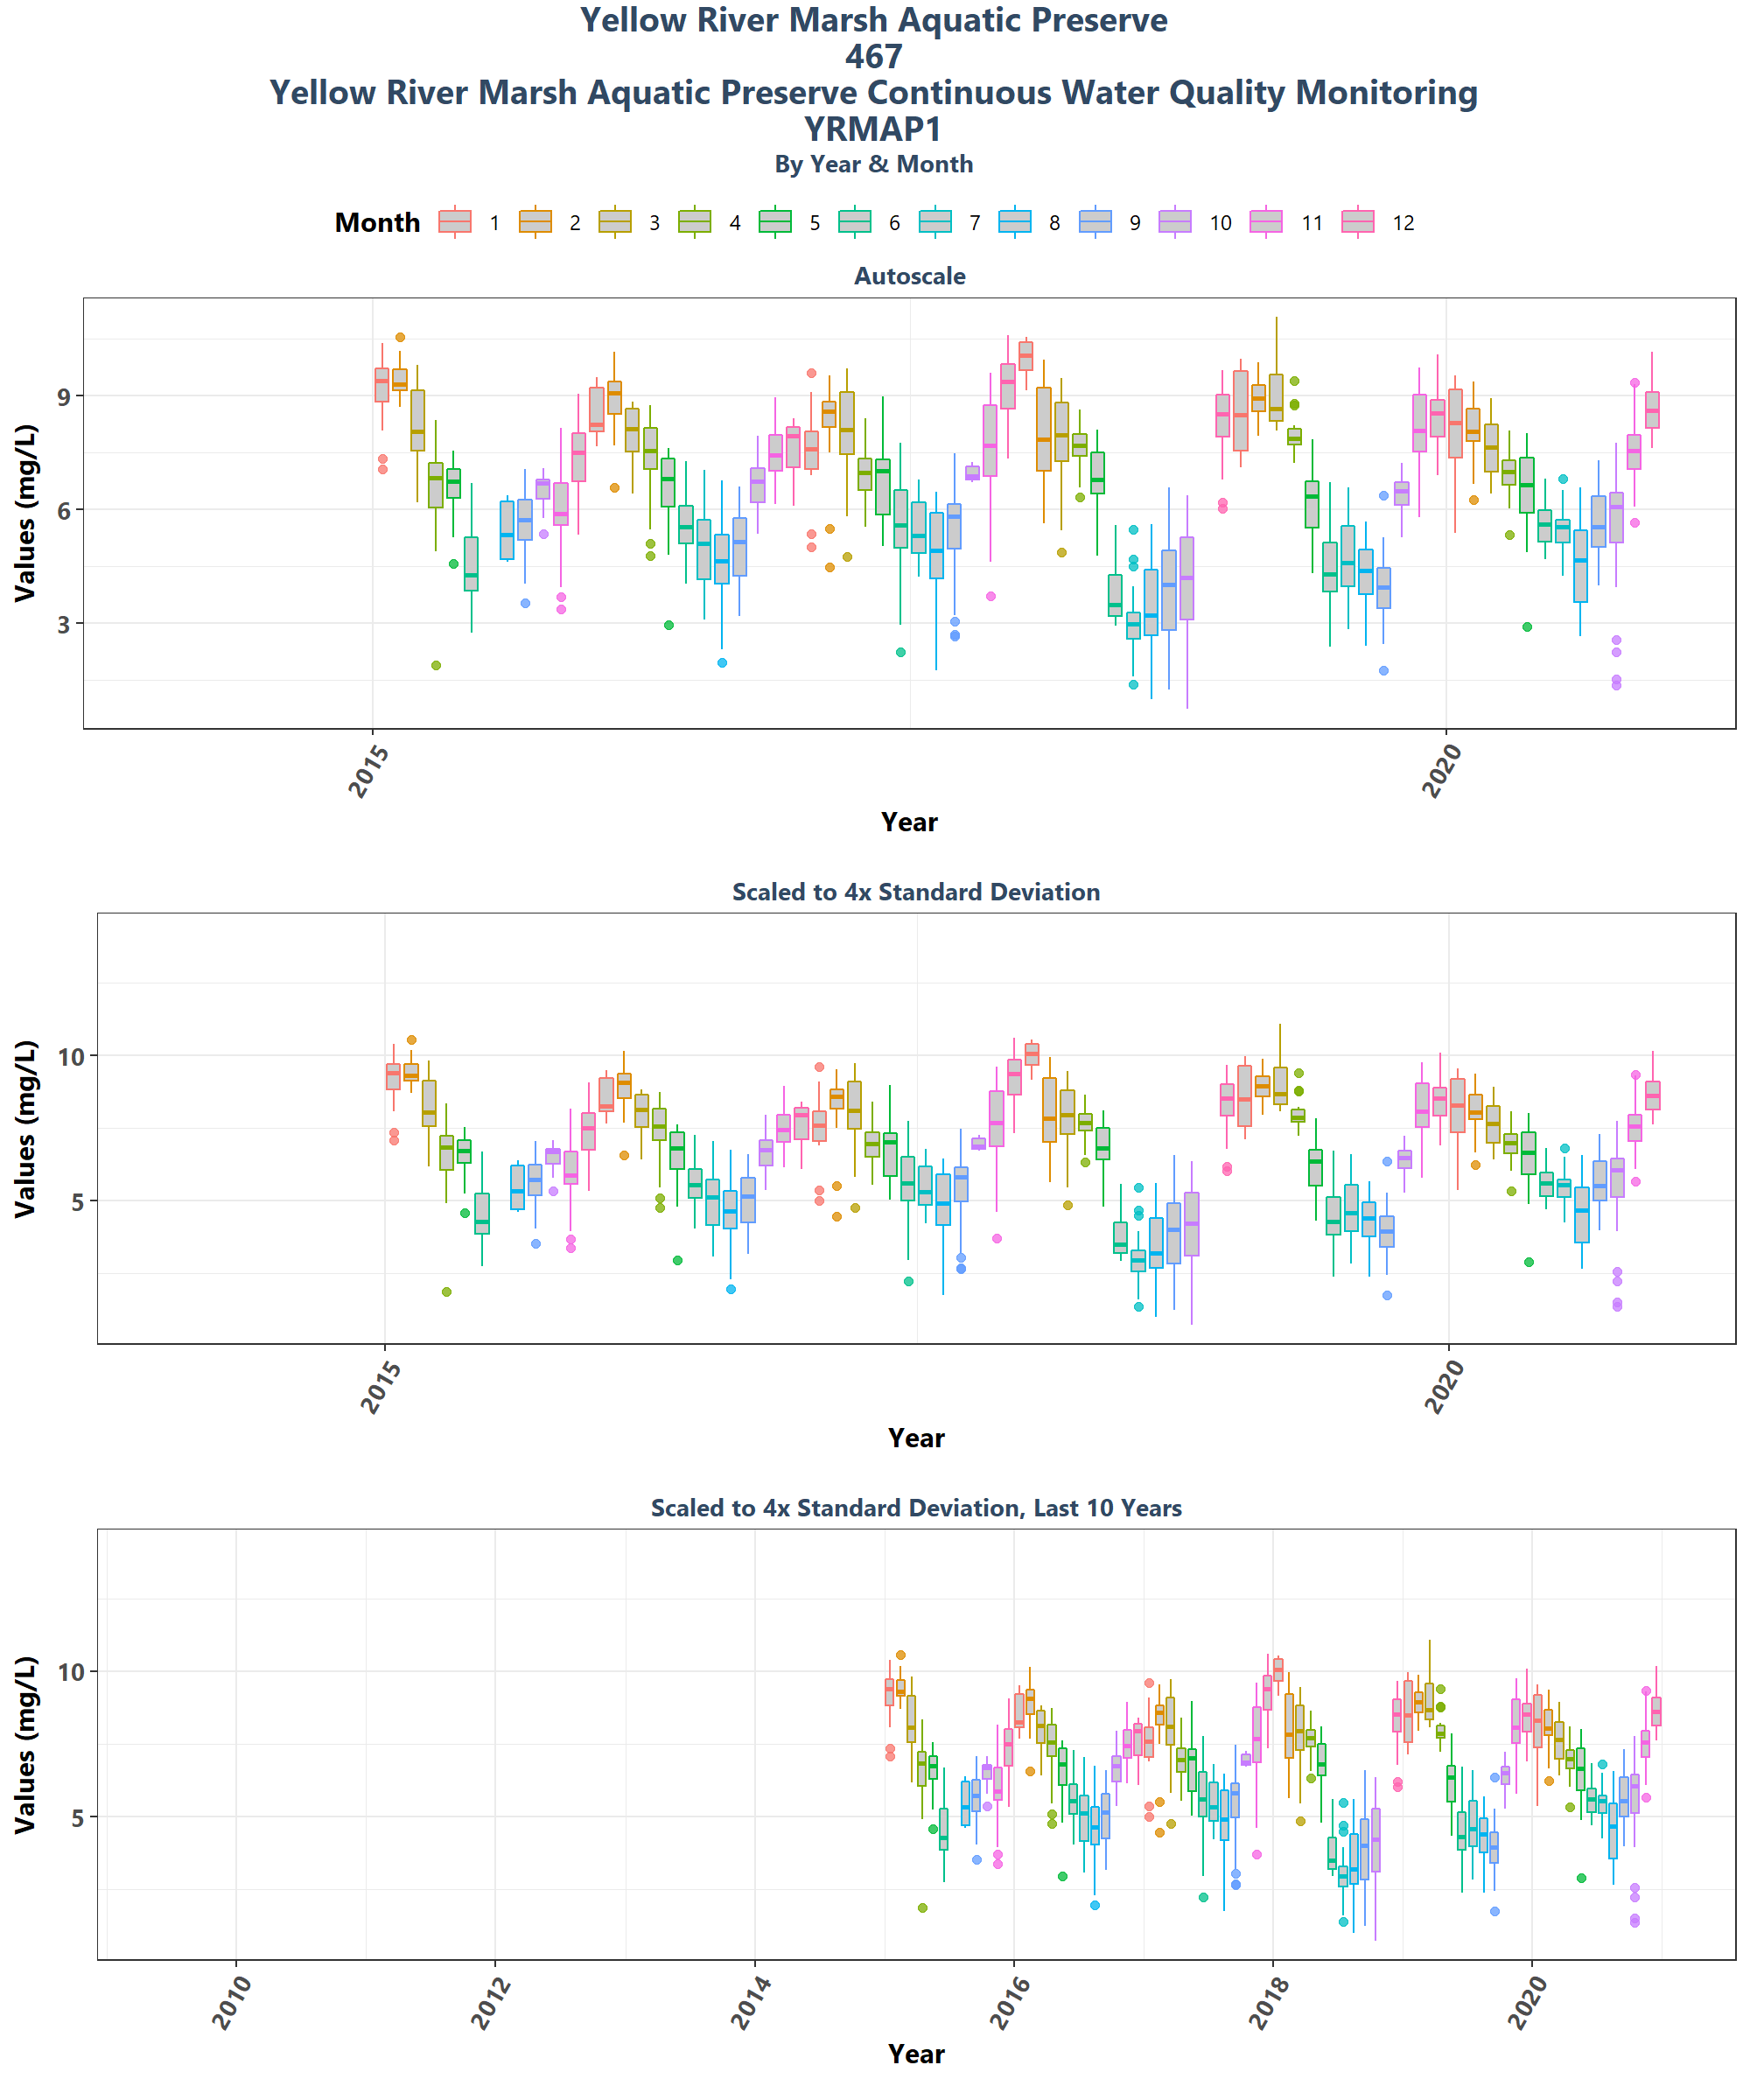 Yellow River Marsh Aquatic Preserve
467
Yellow River Marsh Aquatic Preserve Continuous Water Quality Monitoring
YRMAP1
By Year & Month
Month 1 2 3 4 5 6 7 8 9 10 11 12
Autoscale
Values (mg/L)
9
6
3
2015 2020
Year
Scaled to 4x Standard Deviation
Values (mg/L)
10
5
2015 2020
Year
Scaled to 4x Standard Deviation, Last 10 Years
Values (mg/L)
10
5
2010 2012 2014 2016 2018 2020
Year